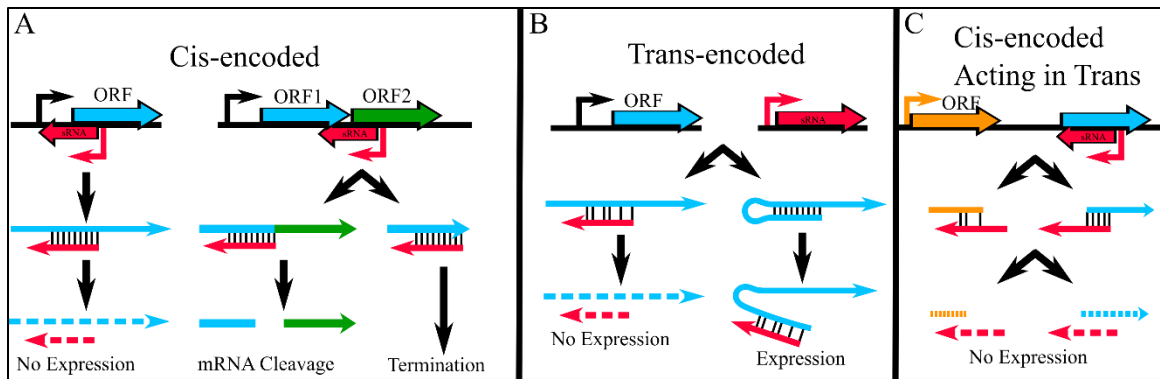 A
Cis-encoded
ORF
sRNA
ORF1
ORF2
sRNA
No Expression
mRNA Cleavage
Termination
B
Trans-encoded
ORF
sRNA
No Expression
Expression
C
Cis-encoded
Acting in Trans
ORF
sRNA
No Expression